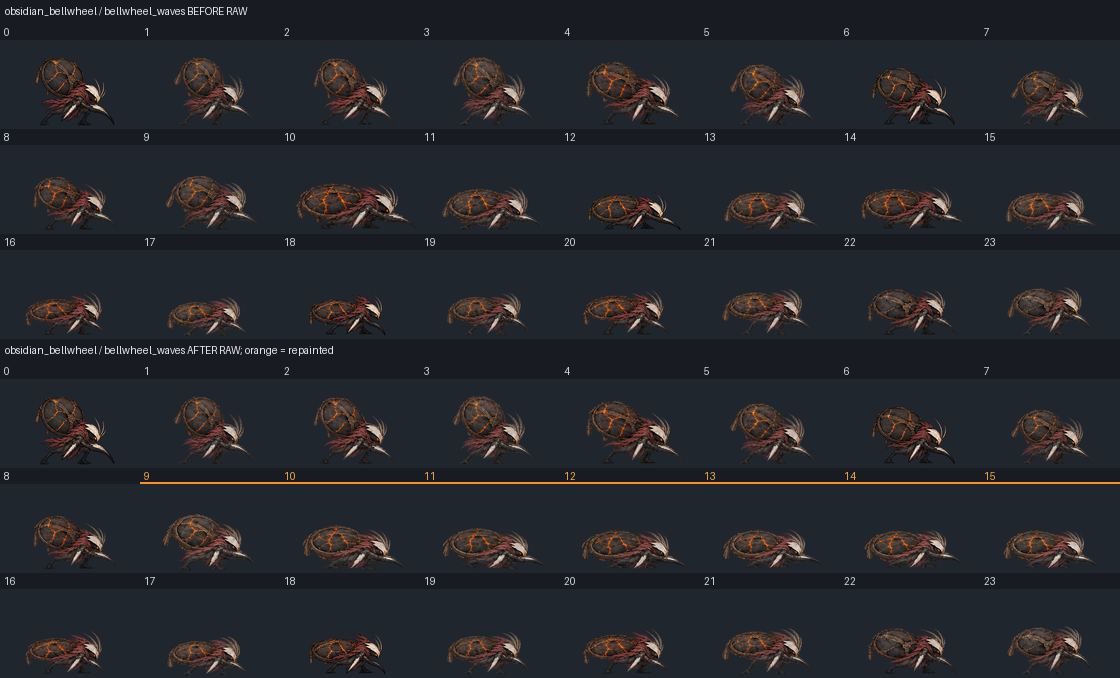 obsidian_bellwheel / bellwheel_waves BEFORE RAW
0 1 2 3 4 5 6 7
8 9 10 11 12 13 14 15
16 17 18 19 20 21 22 23
obsidian_bellwheel / bellwheel_waves AFTER RAW; orange = repainted
0 1 2 3 4 5 6 7
8 9 10 11 12 13 14 15
16 17 18 19 20 21 22 23